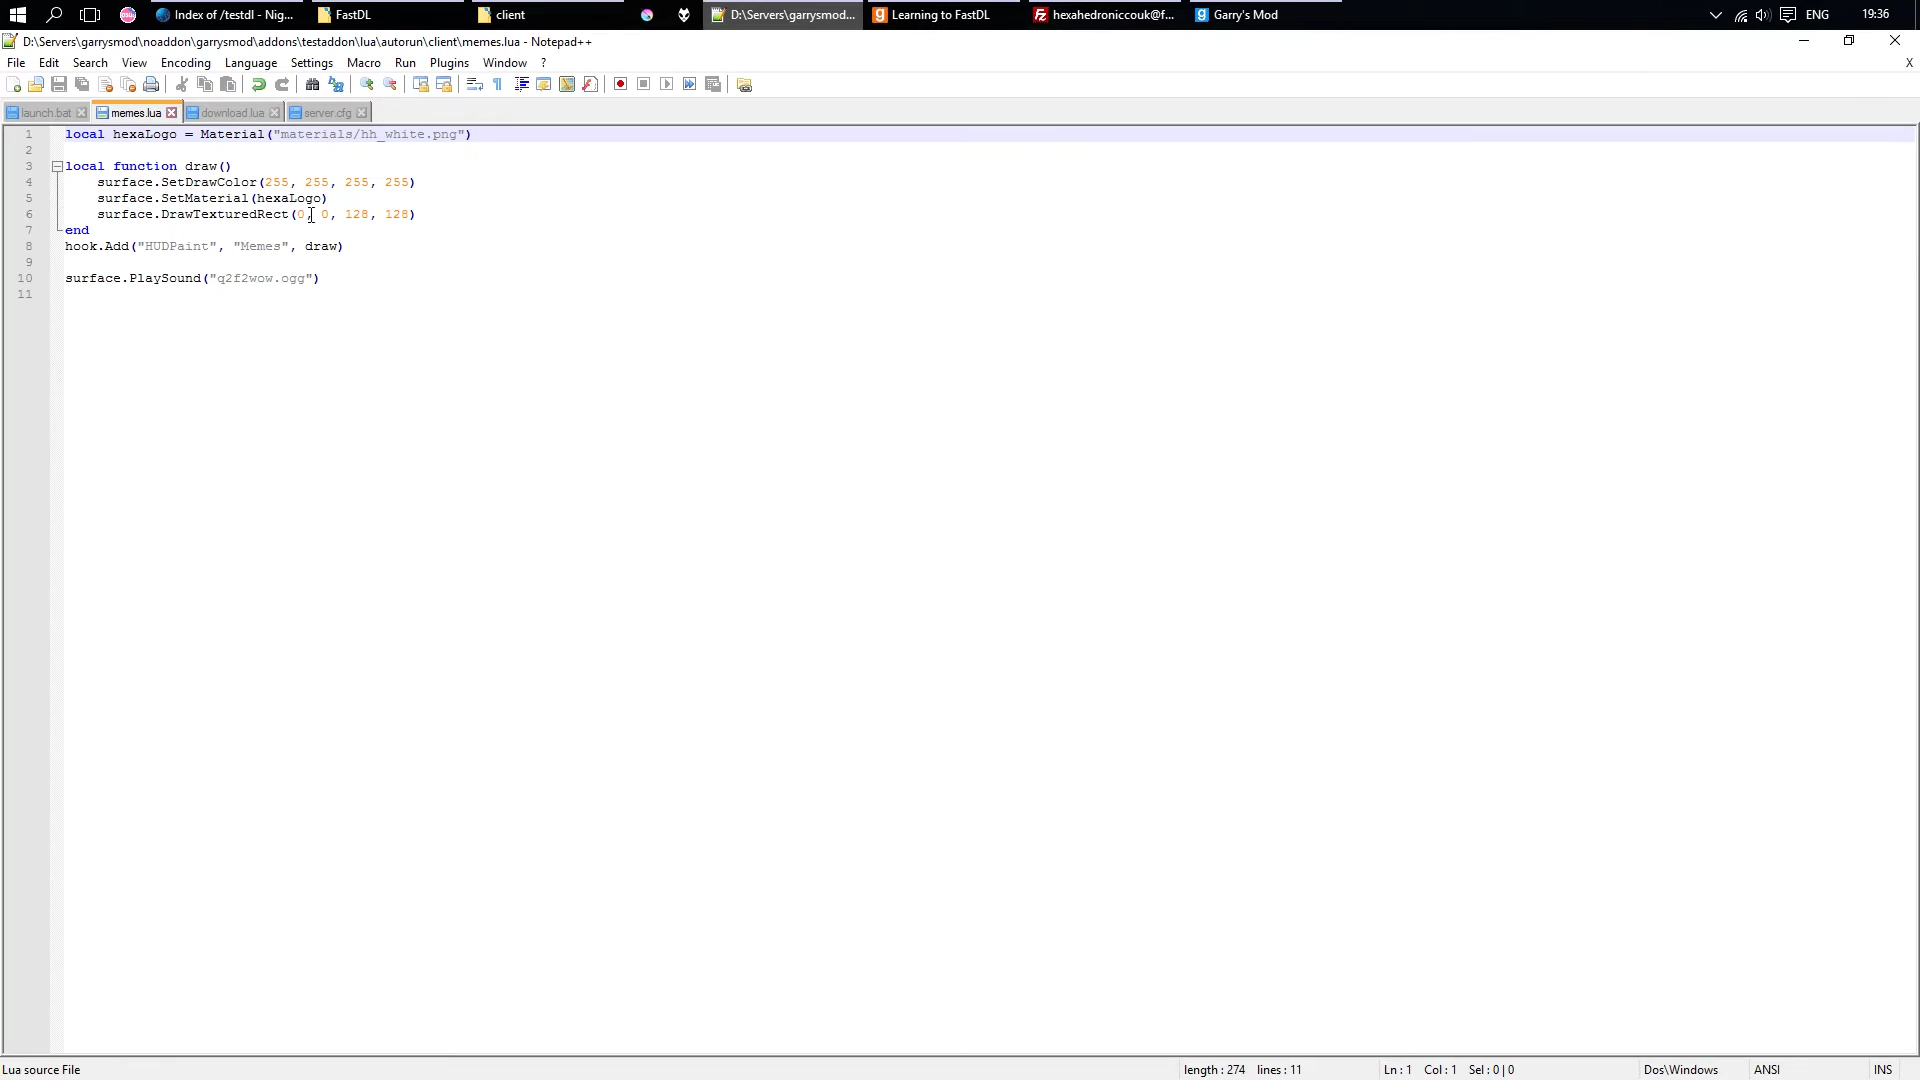 Index of /testdl - Nig...
FastDL
client
D:\Servers\garrysmod...
Learning to FastDL
hexahedroniccouk@f...
Garry's Mod
ENG
19:36
D:\Servers\garrysmod\noaddon\garrysmod\addons\testaddon\lua\autorun\client\memes.lua - Notepad++
File Edit Search View Encoding Language Settings Macro Run Plugins Window ?
X
launch.bat memes.lua download.lua server.cfg
1 local hexaLogo = Material("materials/hh_white.png")
2
3 local function draw()
4 surface.SetDrawColor(255, 255, 255, 255)
5 surface.SetMaterial(hexaLogo)
6 surface.DrawTexturedRect(0, 0, 128, 128)
7 end
8 hook.Add("HUDPaint", "Memes", draw)
9
10 surface.PlaySound("q2f2wow.ogg")
11
Lua source File
length : 274 lines : 11
Ln : 1 Col : 1 Sel : 0 | 0
Dos\Windows
ANSI
INS